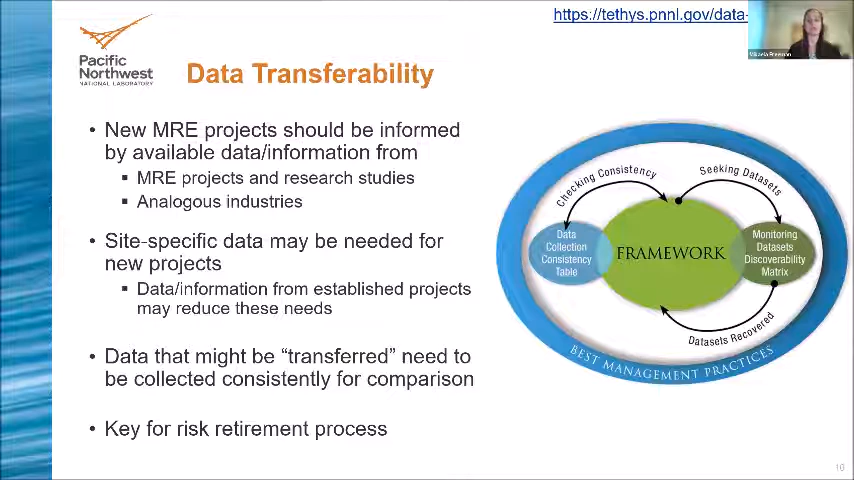 https://tethys.pnnl.gov/data-
Mikaela Freeman
Pacific
Northwest
NATIONAL LABORATORY
Data Transferability
• New MRE projects should be informed
by available data/information from
▪ MRE projects and research studies
▪ Analogous industries
• Site-specific data may be needed for
new projects
▪ Data/information from established projects
may reduce these needs
• Data that might be “transferred” need to
be collected consistently for comparison
• Key for risk retirement process
Checking Consistency
Seeking Datasets
Data
Collection
Consistency
Table
FRAMEWORK
Monitoring
Datasets
Discoverability
Matrix
Datasets Recovered
BEST MANAGEMENT PRACTICES
16